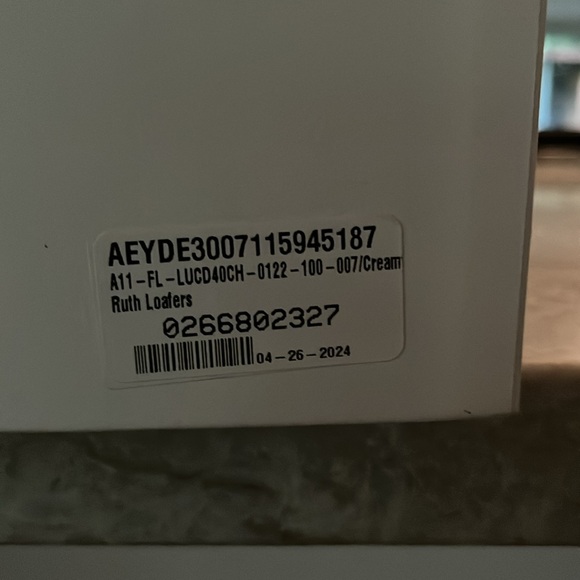 AEYDE3007115945187
A11-FL-LUCD40CH-0122-100-007/Cream
Ruth Loafers
0266802327
04-26-2024